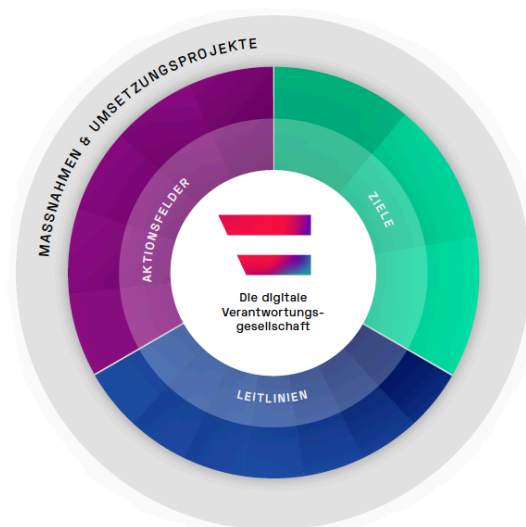 MASSNAHMEN & UMSETZUNGSPROJEKTE
AKTIONSFELDER
ZIELE
Die digitale
Verantwortungs-
gesellschaft
LEITLINIEN